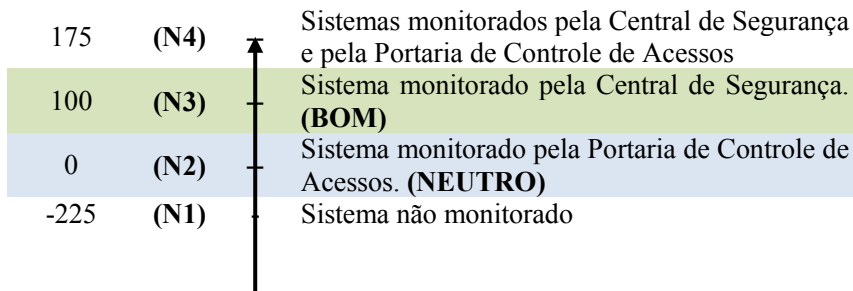 175 (N4) Sistemas monitorados pela Central de Segurança
e pela Portaria de Controle de Acessos
100 (N3) Sistema monitorado pela Central de Segurança.
(BOM)
0 (N2) Sistema monitorado pela Portaria de Controle de
Acessos. (NEUTRO)
-225 (N1) Sistema não monitorado